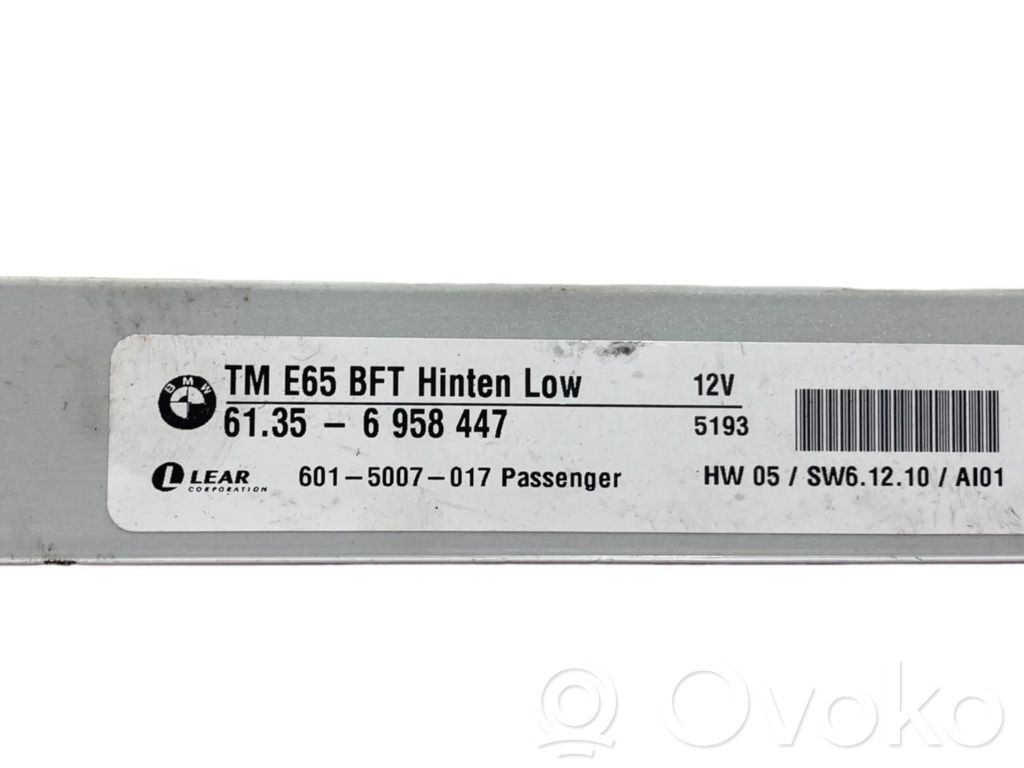 BMW
TM E65 BFT Hinten Low 12V
61.35 - 6 958 447 5193
LEAR
CORPORATION
601-5007-017 Passenger HW 05 / SW6.12.10 / AI01
Ovoko